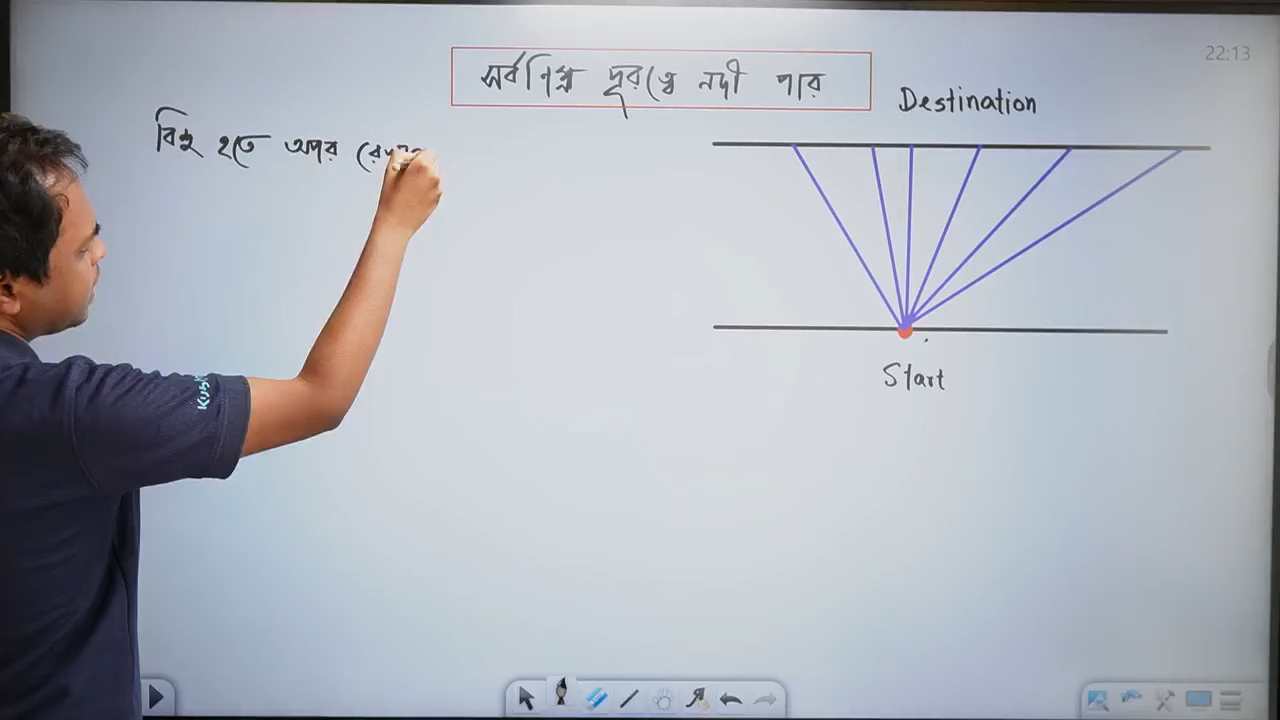 22:13
সর্বনিম্ন দূরত্বে নদী পার
Destination
বিন্দু হতে অপর
Start